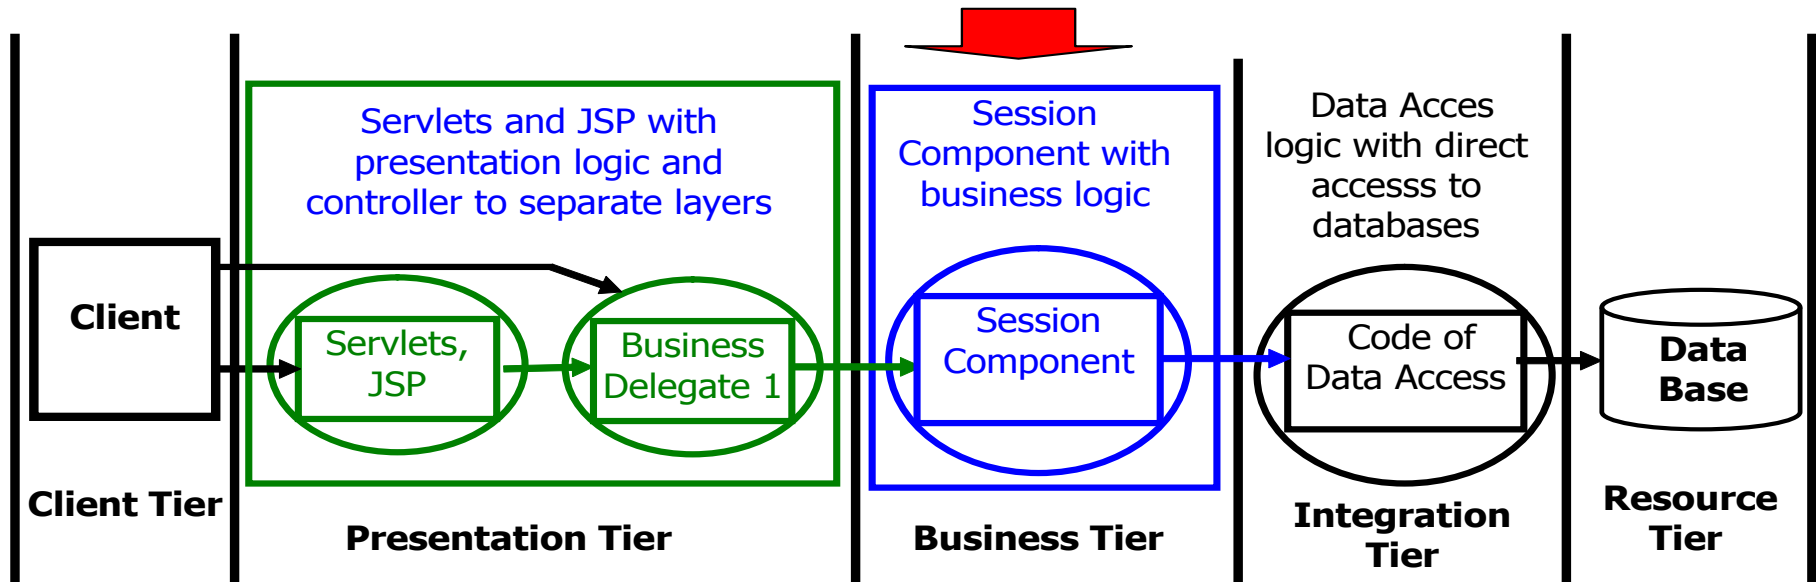 Servlets and JSP with
presentation logic and
controller to separate layers
Session
Component with
business logic
Data Acces
logic with direct
accesss to
databases
Client
Servlets,
JSP
Business
Delegate 1
Session
Component
Code of
Data Access
Data
Base
Client Tier
Presentation Tier
Business Tier
Integration
Tier
Resource
Tier